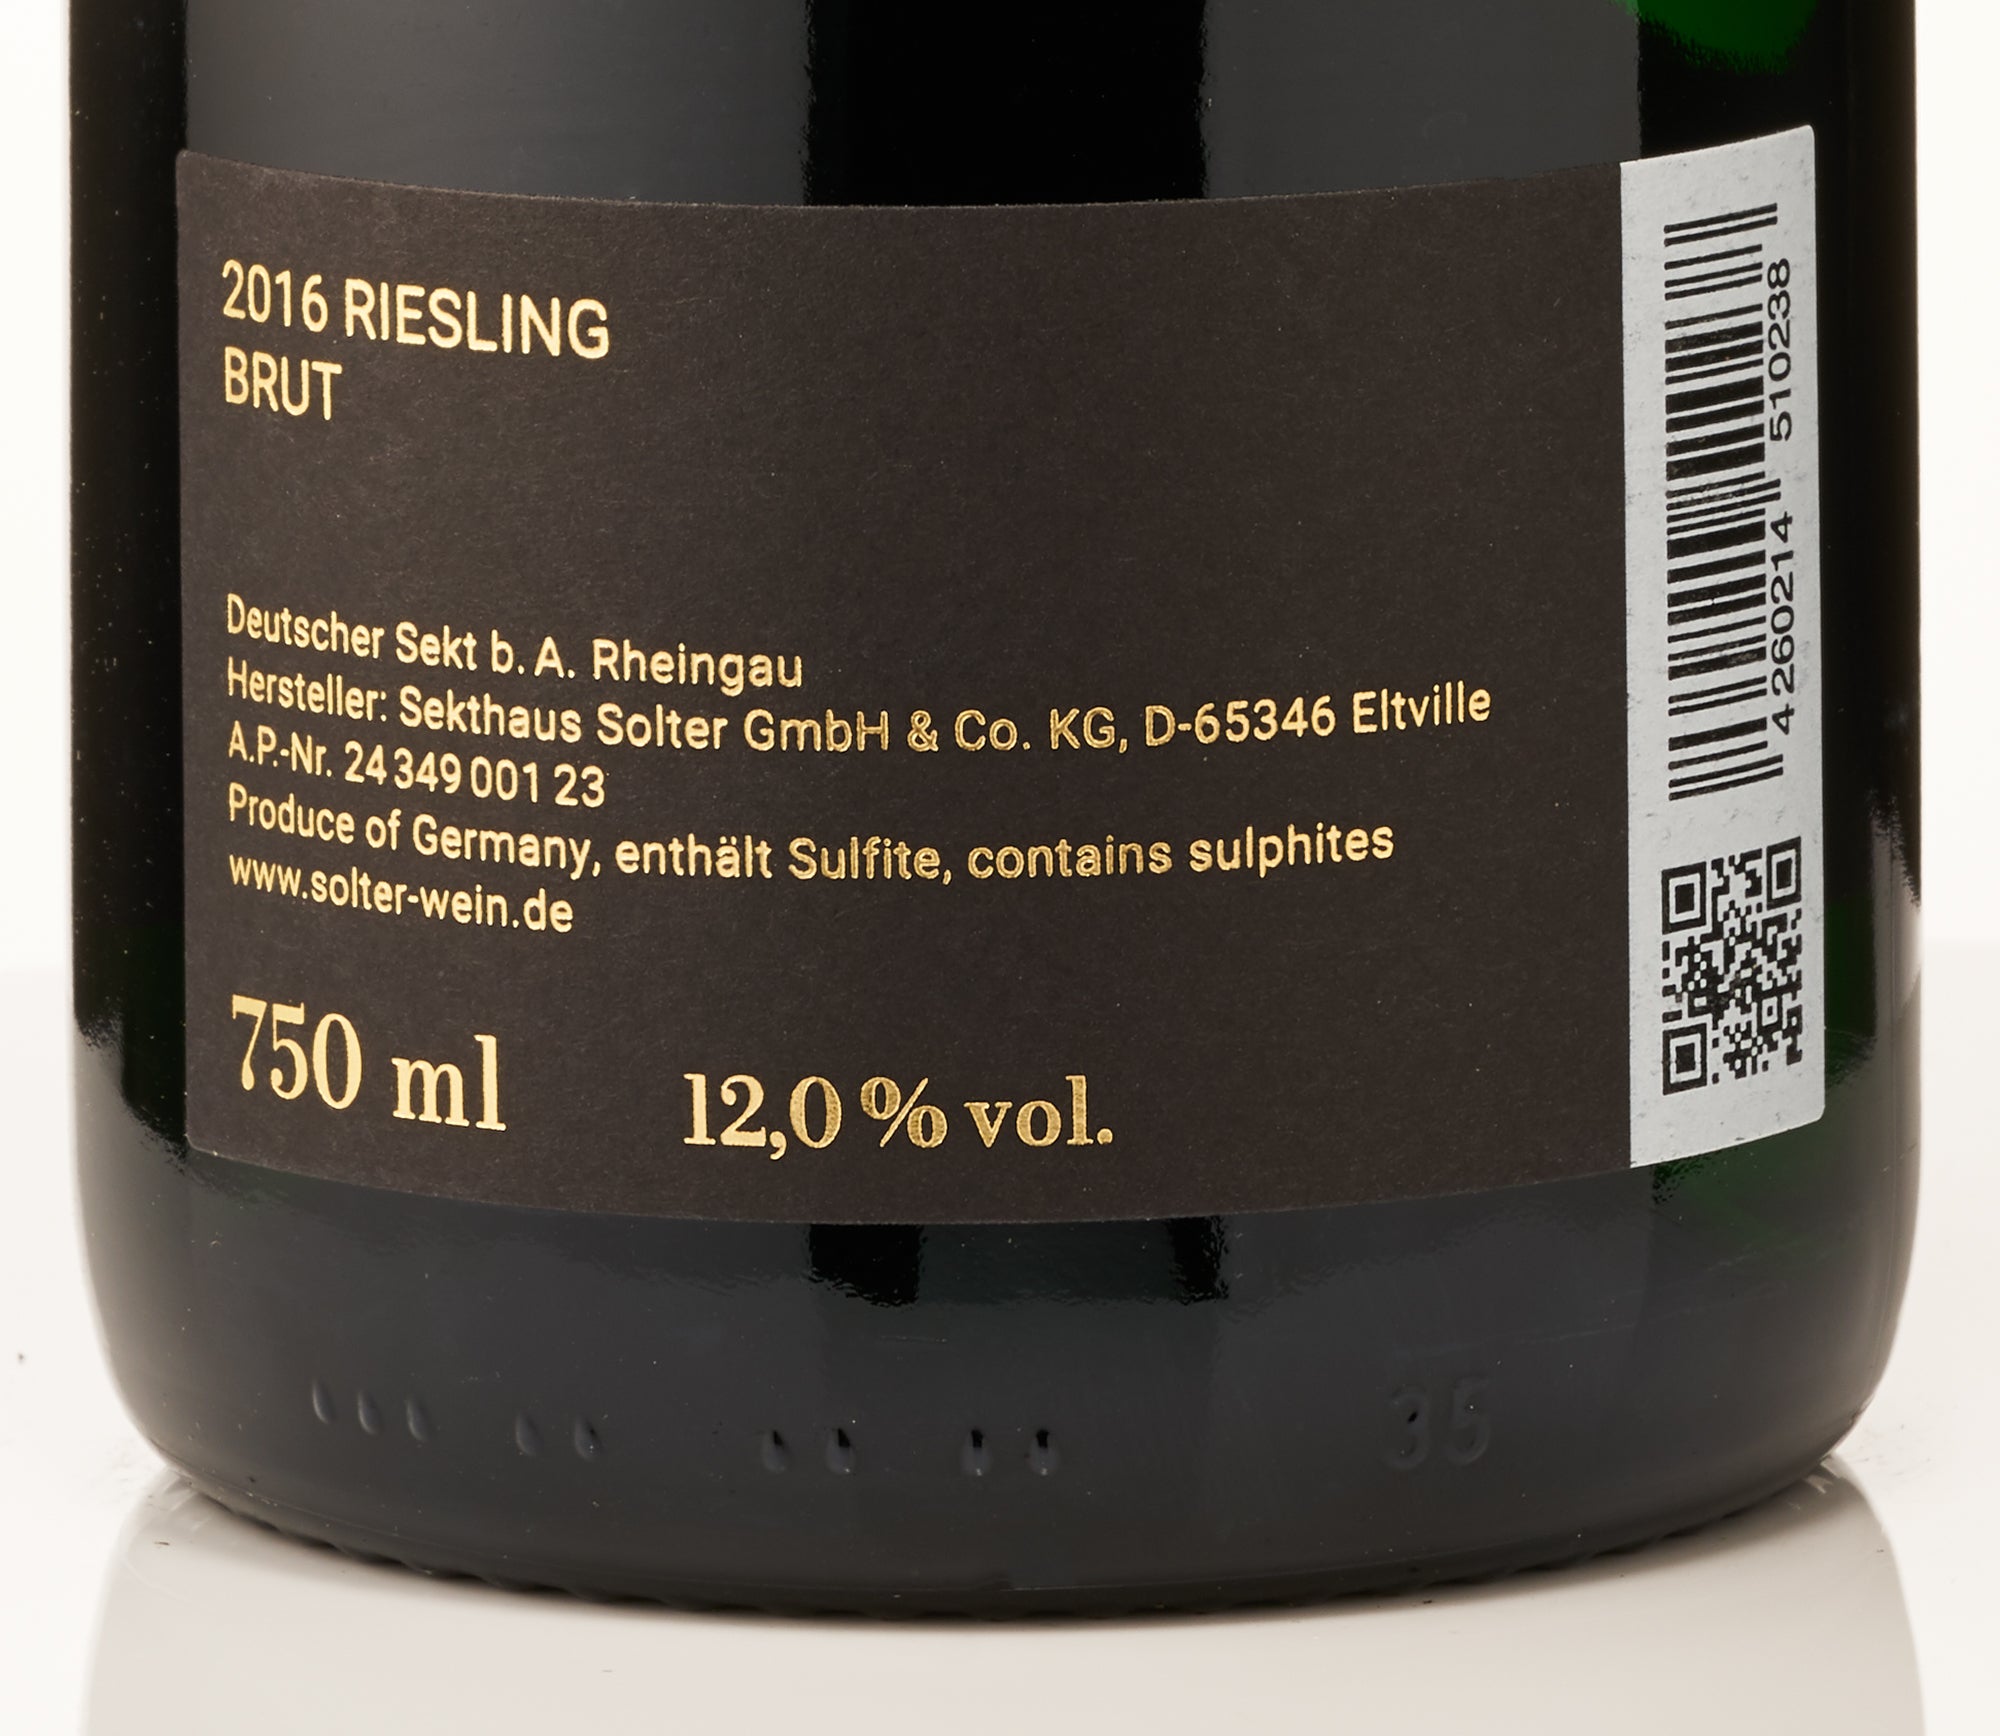 2016 RIESLING
BRUT
Deutscher Sekt b. A. Rheingau
Hersteller: Sekthaus Solter GmbH & Co. KG, D-65346 Eltville
A.P.-Nr. 24 349 001 23
Produce of Germany, enthält Sulfite, contains sulphites
www.solter-wein.de
750 ml 12,0 % vol.
4 260214 510238
35